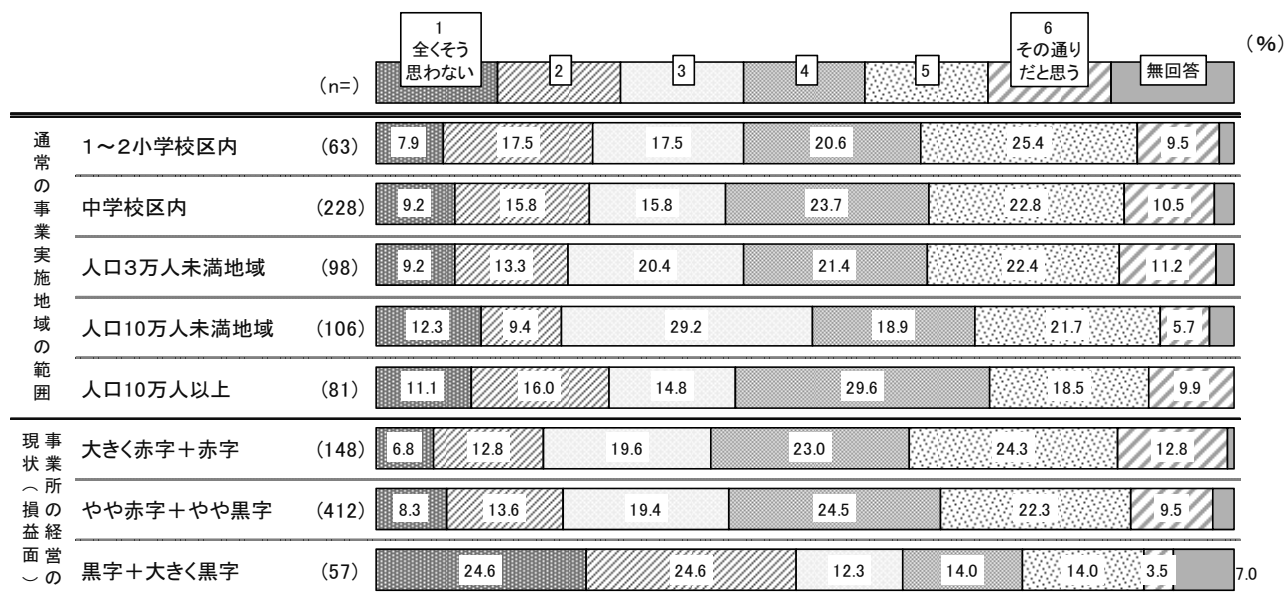 1
全くそう
思わない
2
3
4
5
6
その通り
だと思う
無回答
(%)
(n=)
通常の事業実施地域の範囲
1～2小学校区内 (63) 7.9 17.5 17.5 20.6 25.4 9.5
中学校区内 (228) 9.2 15.8 15.8 23.7 22.8 10.5
人口3万人未満地域 (98) 9.2 13.3 20.4 21.4 22.4 11.2
人口10万人未満地域 (106) 12.3 9.4 29.2 18.9 21.7 5.7
人口10万人以上 (81) 11.1 16.0 14.8 29.6 18.5 9.9
事業所の経営の
現状（損益面）
大きく赤字＋赤字 (148) 6.8 12.8 19.6 23.0 24.3 12.8
やや赤字＋やや黒字 (412) 8.3 13.6 19.4 24.5 22.3 9.5
黒字＋大きく黒字 (57) 24.6 24.6 12.3 14.0 14.0 3.5 7.0